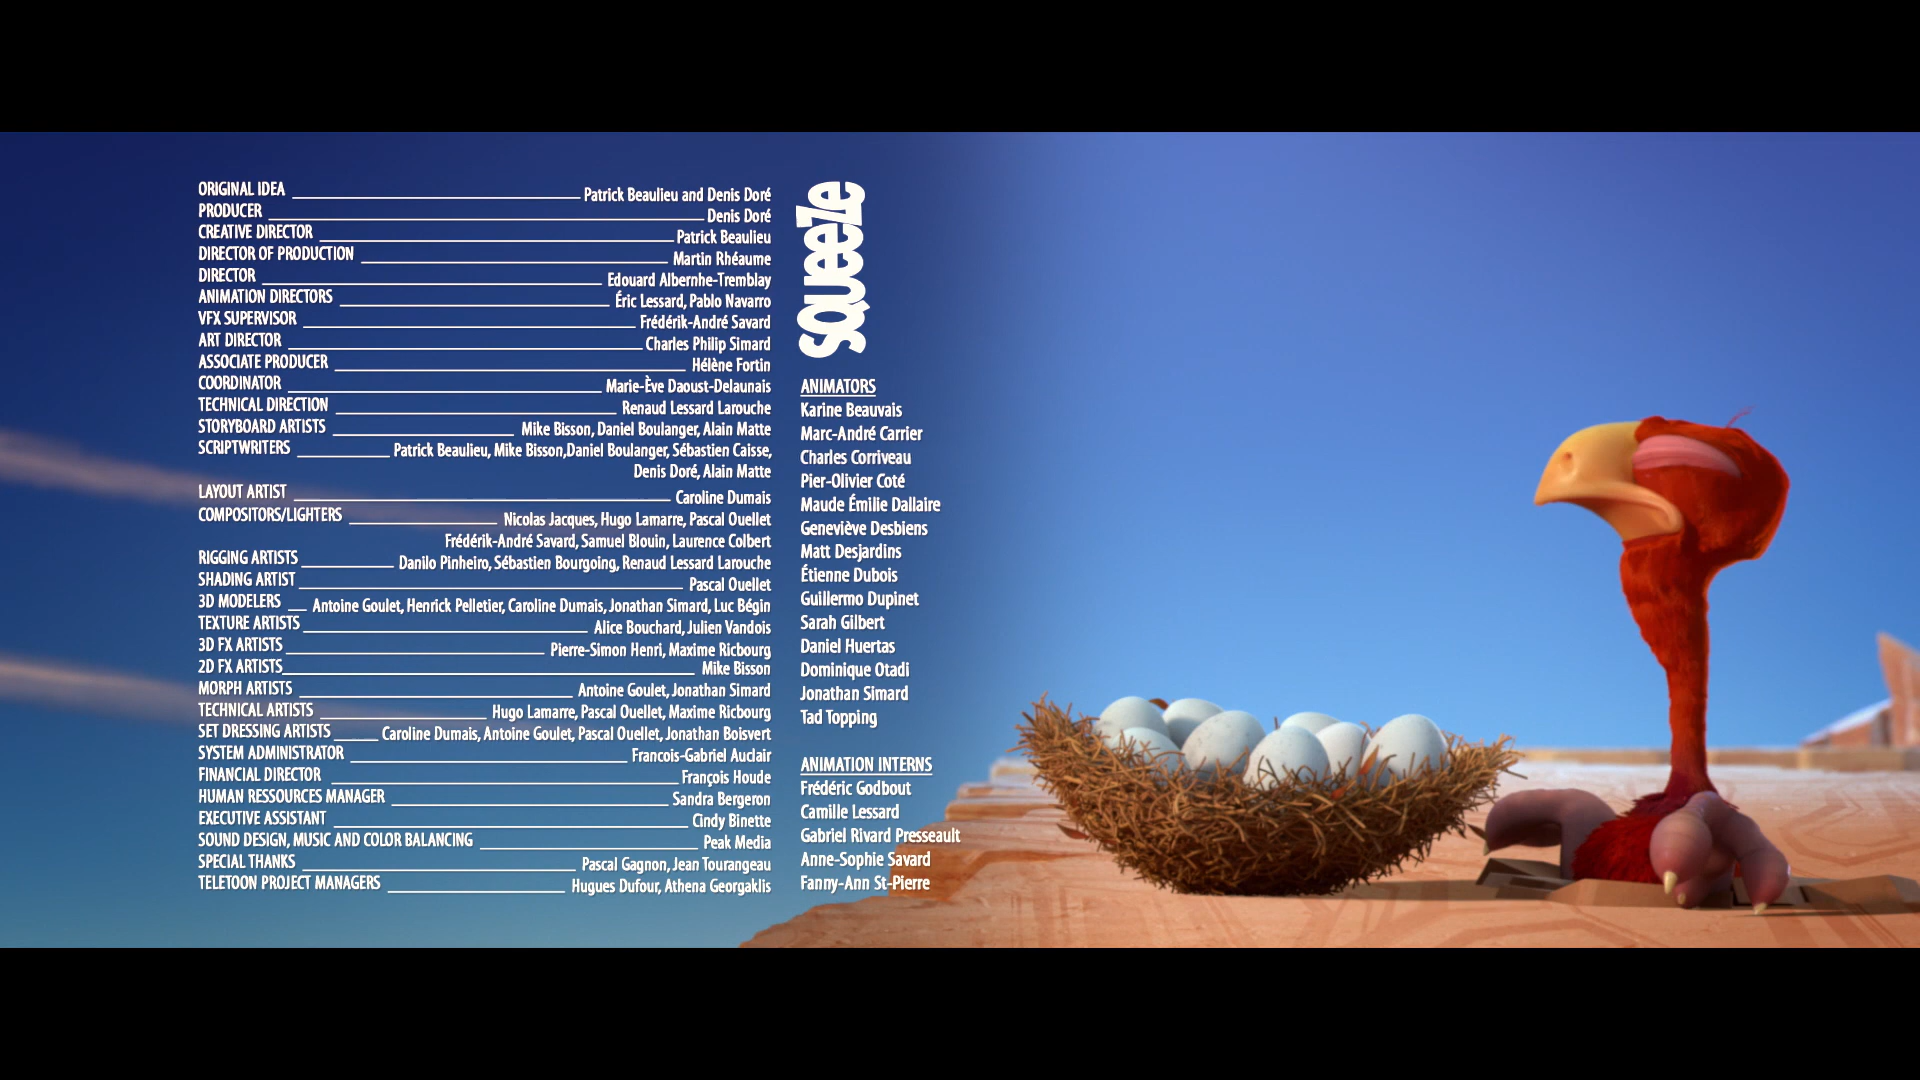 ORIGINAL IDEA Patrick Beaulieu and Denis Doré
PRODUCER Denis Doré
CREATIVE DIRECTOR Patrick Beaulieu
DIRECTOR OF PRODUCTION Martin Rhéaume
DIRECTOR Edouard Albernhe-Tremblay
ANIMATION DIRECTORS Éric Lessard, Pablo Navarro
VFX SUPERVISOR Frédérik-André Savard
ART DIRECTOR Charles Philip Simard
ASSOCIATE PRODUCER Hélène Fortin
COORDINATOR Marie-Ève Daoust-Delaunais
TECHNICAL DIRECTION Renaud Lessard Larouche
STORYBOARD ARTISTS Mike Bisson, Daniel Boulanger, Alain Matte
SCRIPTWRITERS Patrick Beaulieu, Mike Bisson,Daniel Boulanger, Sébastien Caisse,
Denis Doré, Alain Matte
LAYOUT ARTIST Caroline Dumais
COMPOSITORS/LIGHTERS Nicolas Jacques, Hugo Lamarre, Pascal Ouellet
Frédérik-André Savard, Samuel Blouin, Laurence Colbert
RIGGING ARTISTS Danilo Pinheiro, Sébastien Bourgoing, Renaud Lessard Larouche
SHADING ARTIST Pascal Ouellet
3D MODELERS Antoine Goulet, Henrick Pelletier, Caroline Dumais, Jonathan Simard, Luc Bégin
TEXTURE ARTISTS Alice Bouchard, Julien Vandois
3D FX ARTISTS Pierre-Simon Henri, Maxime Ricbourg
2D FX ARTISTS Mike Bisson
MORPH ARTISTS Antoine Goulet, Jonathan Simard
TECHNICAL ARTISTS Hugo Lamarre, Pascal Ouellet, Maxime Ricbourg
SET DRESSING ARTISTS Caroline Dumais, Antoine Goulet, Pascal Ouellet, Jonathan Boisvert
SYSTEM ADMINISTRATOR Francois-Gabriel Auclair
FINANCIAL DIRECTOR François Houde
HUMAN RESSOURCES MANAGER Sandra Bergeron
EXECUTIVE ASSISTANT Cindy Binette
SOUND DESIGN, MUSIC AND COLOR BALANCING Peak Media
SPECIAL THANKS Pascal Gagnon, Jean Tourangeau
TELETOON PROJECT MANAGERS Hugues Dufour, Athena Georgaklis
squeeze
ANIMATORS
Karine Beauvais
Marc-André Carrier
Charles Corriveau
Pier-Olivier Coté
Maude Émilie Dallaire
Geneviève Desbiens
Matt Desjardins
Étienne Dubois
Guillermo Dupinet
Sarah Gilbert
Daniel Huertas
Dominique Otadi
Jonathan Simard
Tad Topping
ANIMATION INTERNS
Frédéric Godbout
Camille Lessard
Gabriel Rivard Presseault
Anne-Sophie Savard
Fanny-Ann St-Pierre